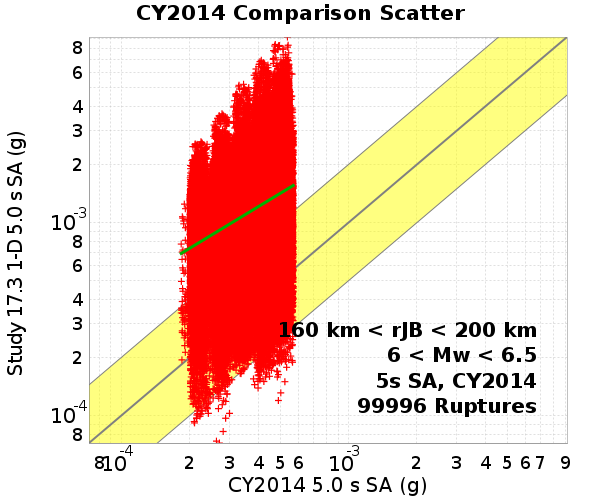 CY2014 Comparison Scatter
Study 17.3 1-D 5.0 s SA (g)
8
6
4
3
2
10-3
8
6
4
3
2
10-4
8
160 km < rJB < 200 km
6 < Mw < 6.5
5s SA, CY2014
99996 Ruptures
8 10-4 2 3 4 5 6 10-3 2 3 4 5 6 7 9
CY2014 5.0 s SA (g)